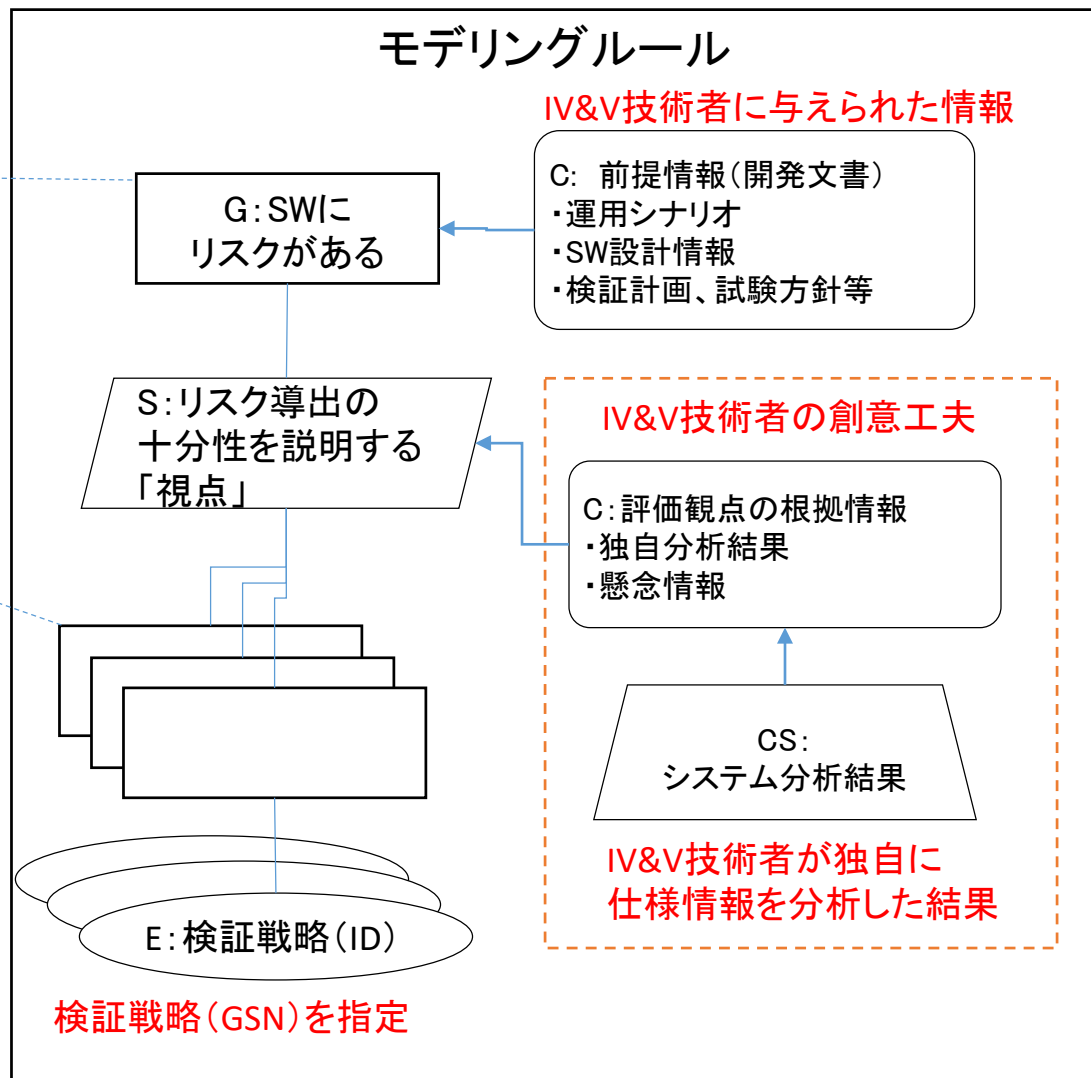 モデリングルール
IV&V技術者に与えられた情報
C: 前提情報(開発文書)
・運用シナリオ
・SW設計情報
・検証計画、試験方針等
G:SWに
リスクがある
S:リスク導出の
十分性を説明する
「視点」
IV&V技術者の創意工夫
C:評価観点の根拠情報
・独自分析結果
・懸念情報
CS:
システム分析結果
IV&V技術者が独自に
仕様情報を分析した結果
E:検証戦略(ID)
検証戦略(GSN)を指定